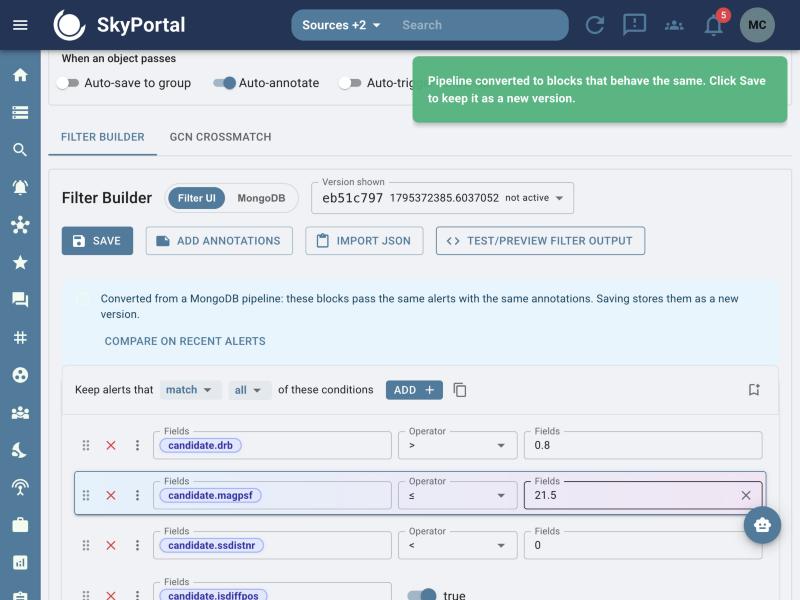 SkyPortal
Sources +2
Search
5
MC
When an object passes
Auto-save to group
Auto-annotate
Auto-trig
Pipeline converted to blocks that behave the same. Click Save
to keep it as a new version.
FILTER BUILDER
GCN CROSSMATCH
Filter Builder
Filter UI
MongoDB
Version shown
eb51c797 1795372385.6037052 not active
SAVE
ADD ANNOTATIONS
IMPORT JSON
<> TEST/PREVIEW FILTER OUTPUT
Converted from a MongoDB pipeline: these blocks pass the same alerts with the same annotations. Saving stores them as a new
version.
COMPARE ON RECENT ALERTS
Keep alerts that match all of these conditions ADD +
Fields
candidate.drb
Operator
>
Fields
0.8
Fields
candidate.magpsf
Operator
≤
Fields
21.5
Fields
candidate.ssdistnr
Operator
<
Fields
0
Fields
candidate.isdiffpos
true